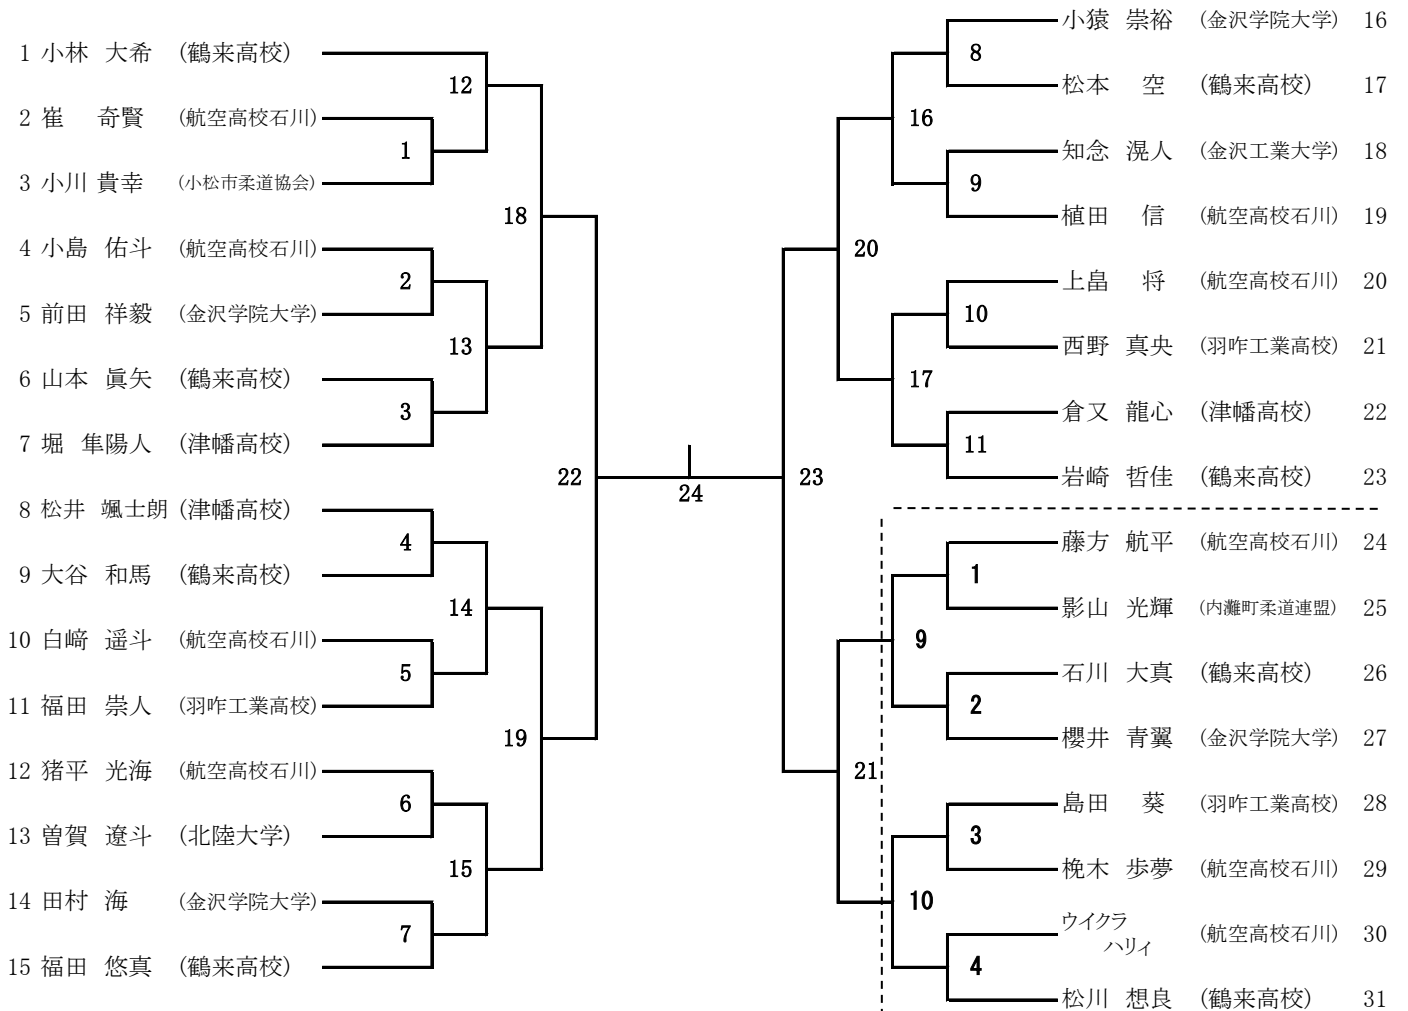 1 小林 大希 (鶴来高校)
2 崔 奇賢 (航空高校石川)
3 小川 貴幸 (小松市柔道協会)
4 小島 佑斗 (航空高校石川)
5 前田 祥毅 (金沢学院大学)
6 山本 眞矢 (鶴来高校)
7 堀 隼陽人 (津幡高校)
8 松井 颯士朗 (津幡高校)
9 大谷 和馬 (鶴来高校)
10 白﨑 遥斗 (航空高校石川)
11 福田 崇人 (羽咋工業高校)
12 猪平 光海 (航空高校石川)
13 曽賀 遼斗 (北陸大学)
14 田村 海 (金沢学院大学)
15 福田 悠真 (鶴来高校)
12
1
18
2
13
3
22
4
14
5
19
6
15
7
24
小猿 崇裕 (金沢学院大学) 16
松本 空 (鶴来高校) 17
知念 滉人 (金沢工業大学) 18
植田 信 (航空高校石川) 19
上畠 将 (航空高校石川) 20
西野 真央 (羽咋工業高校) 21
倉又 龍心 (津幡高校) 22
岩崎 哲佳 (鶴来高校) 23
藤方 航平 (航空高校石川) 24
影山 光輝 (内灘町柔道連盟) 25
石川 大真 (鶴来高校) 26
櫻井 青翼 (金沢学院大学) 27
島田 葵 (羽咋工業高校) 28
梚木 歩夢 (航空高校石川) 29
ウイクラ
ハリィ (航空高校石川) 30
松川 想良 (鶴来高校) 31
8
16
9
20
10
17
11
23
1
9
2
21
3
10
4